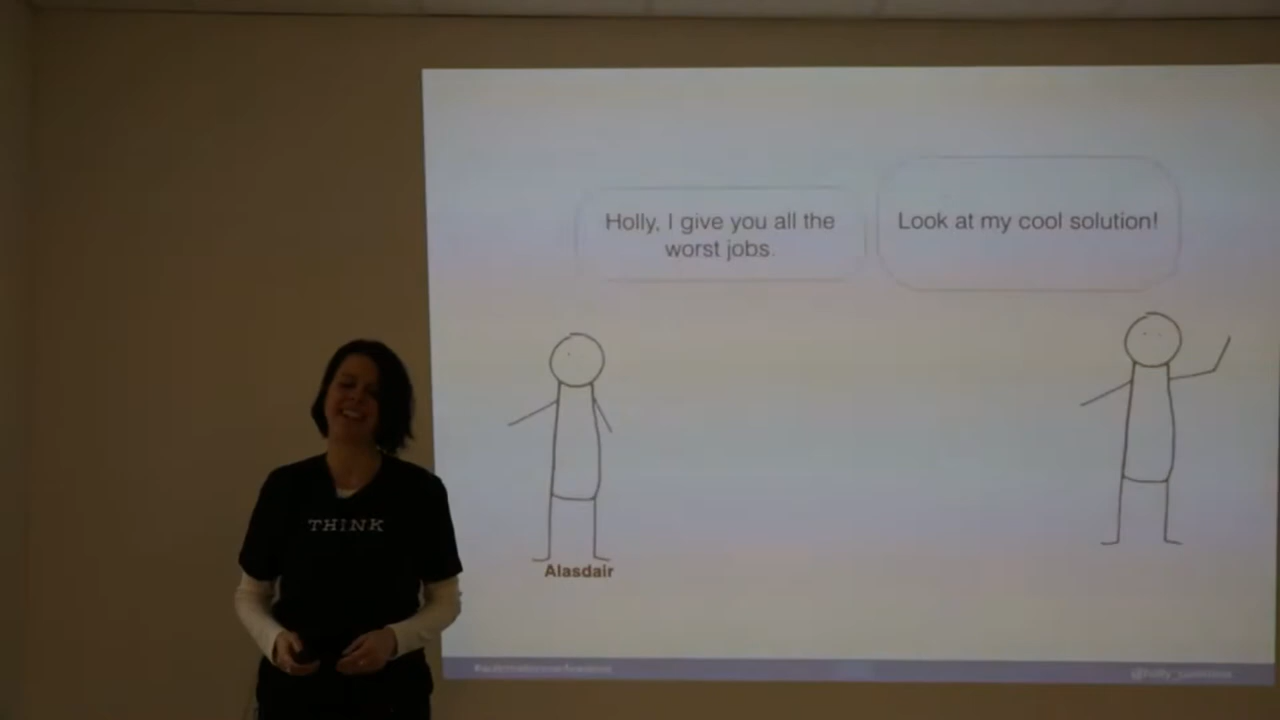 Holly, I give you all the
worst jobs.
Look at my cool solution!
THINK
Alasdair